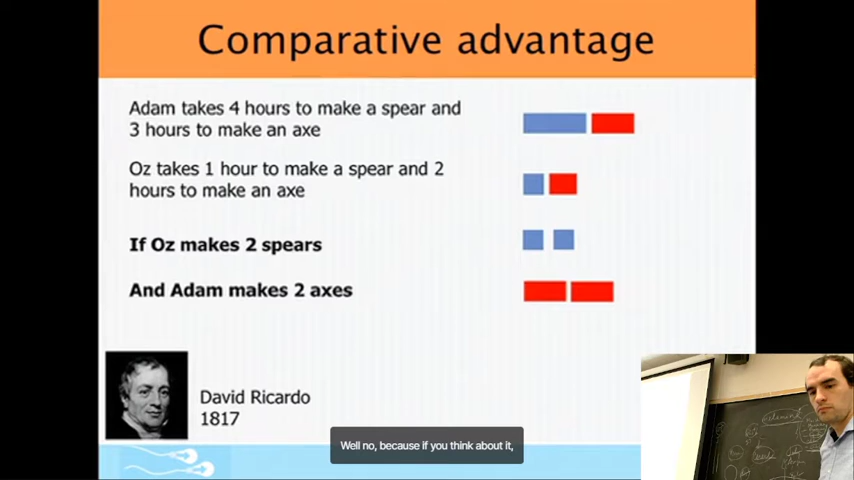 Comparative advantage
Adam takes 4 hours to make a spear and
3 hours to make an axe
Oz takes 1 hour to make a spear and 2
hours to make an axe
If Oz makes 2 spears
And Adam makes 2 axes
David Ricardo
1817
Well no, because if you think about it,